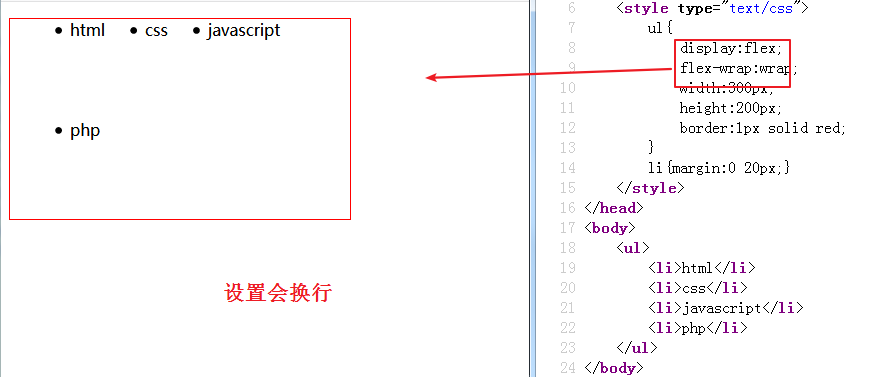 • html • css • javascript
• php
设置会换行
6 <style type="text/css">
7 ul{
8 display:flex;
9 flex-wrap:wrap;
10 width:300px;
11 height:200px;
12 border:1px solid red;
13 }
14 li{margin:0 20px;}
15 </style>
16 </head>
17 <body>
18 <ul>
19 <li>html</li>
20 <li>css</li>
21 <li>javascript</li>
22 <li>php</li>
23 </ul>
24 </body>